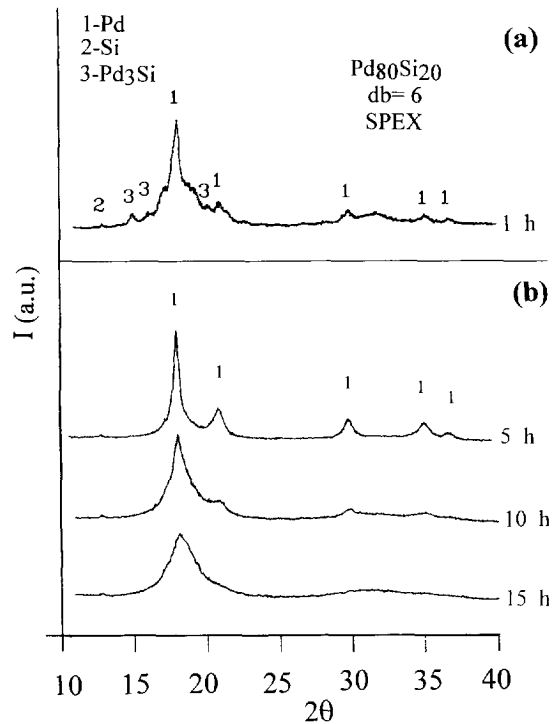 1-Pd
2-Si
3-Pd3Si
(a)
Pd80Si20
db= 6
SPEX
1
2 3 3 3 1 1 1 1
1 h
I (a.u.)
(b)
1 1 1 1 1
5 h
10 h
15 h
10 15 20 25 30 35 40
2θ